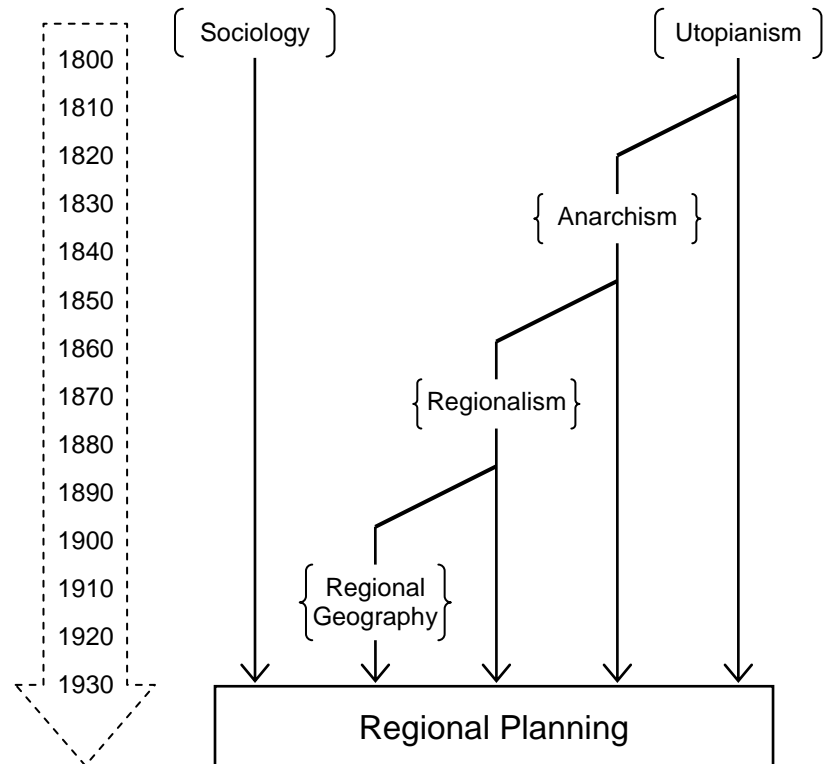 Sociology
Utopianism
1800
1810
1820
1830
Anarchism
1840
1850
1860
1870
Regionalism
1880
1890
1900
1910
Regional
Geography
1920
1930
Regional Planning